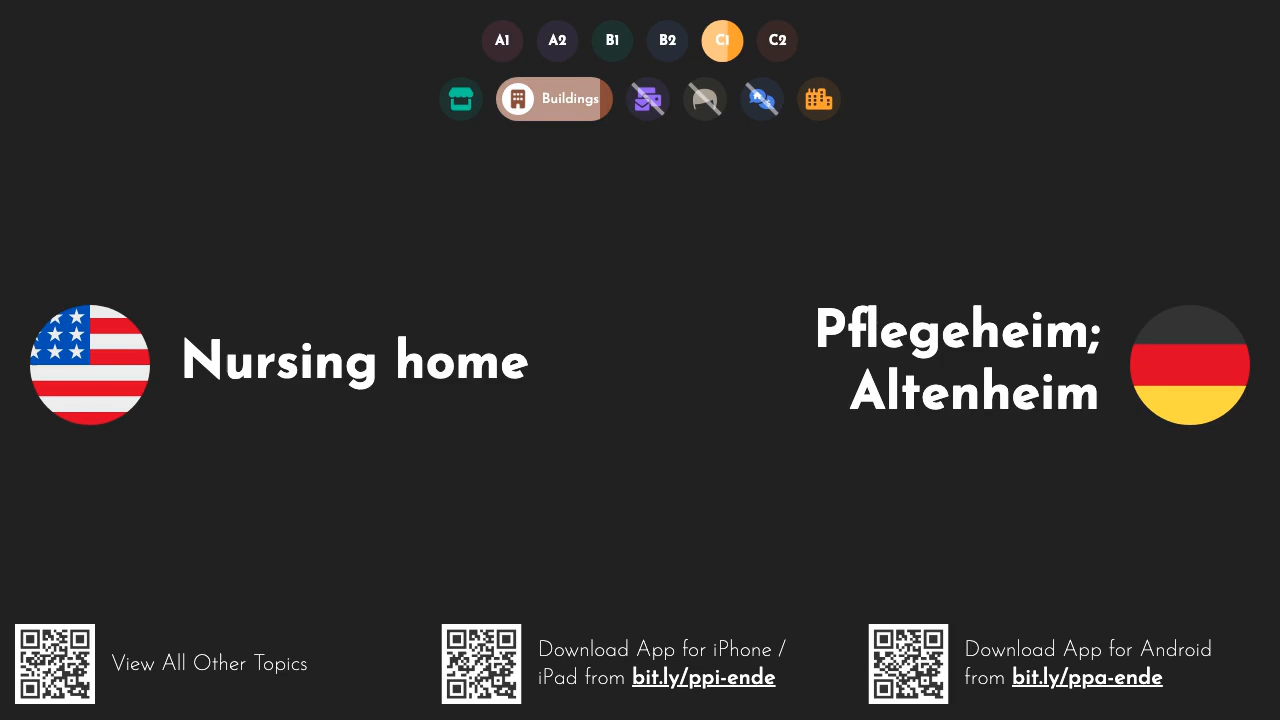 A1 A2 B1 B2 C1 C2
Buildings
Nursing home
Pflegeheim;
Altenheim
View All Other Topics
Download App for iPhone /
iPad from bit.ly/ppi-ende
Download App for Android
from bit.ly/ppa-ende